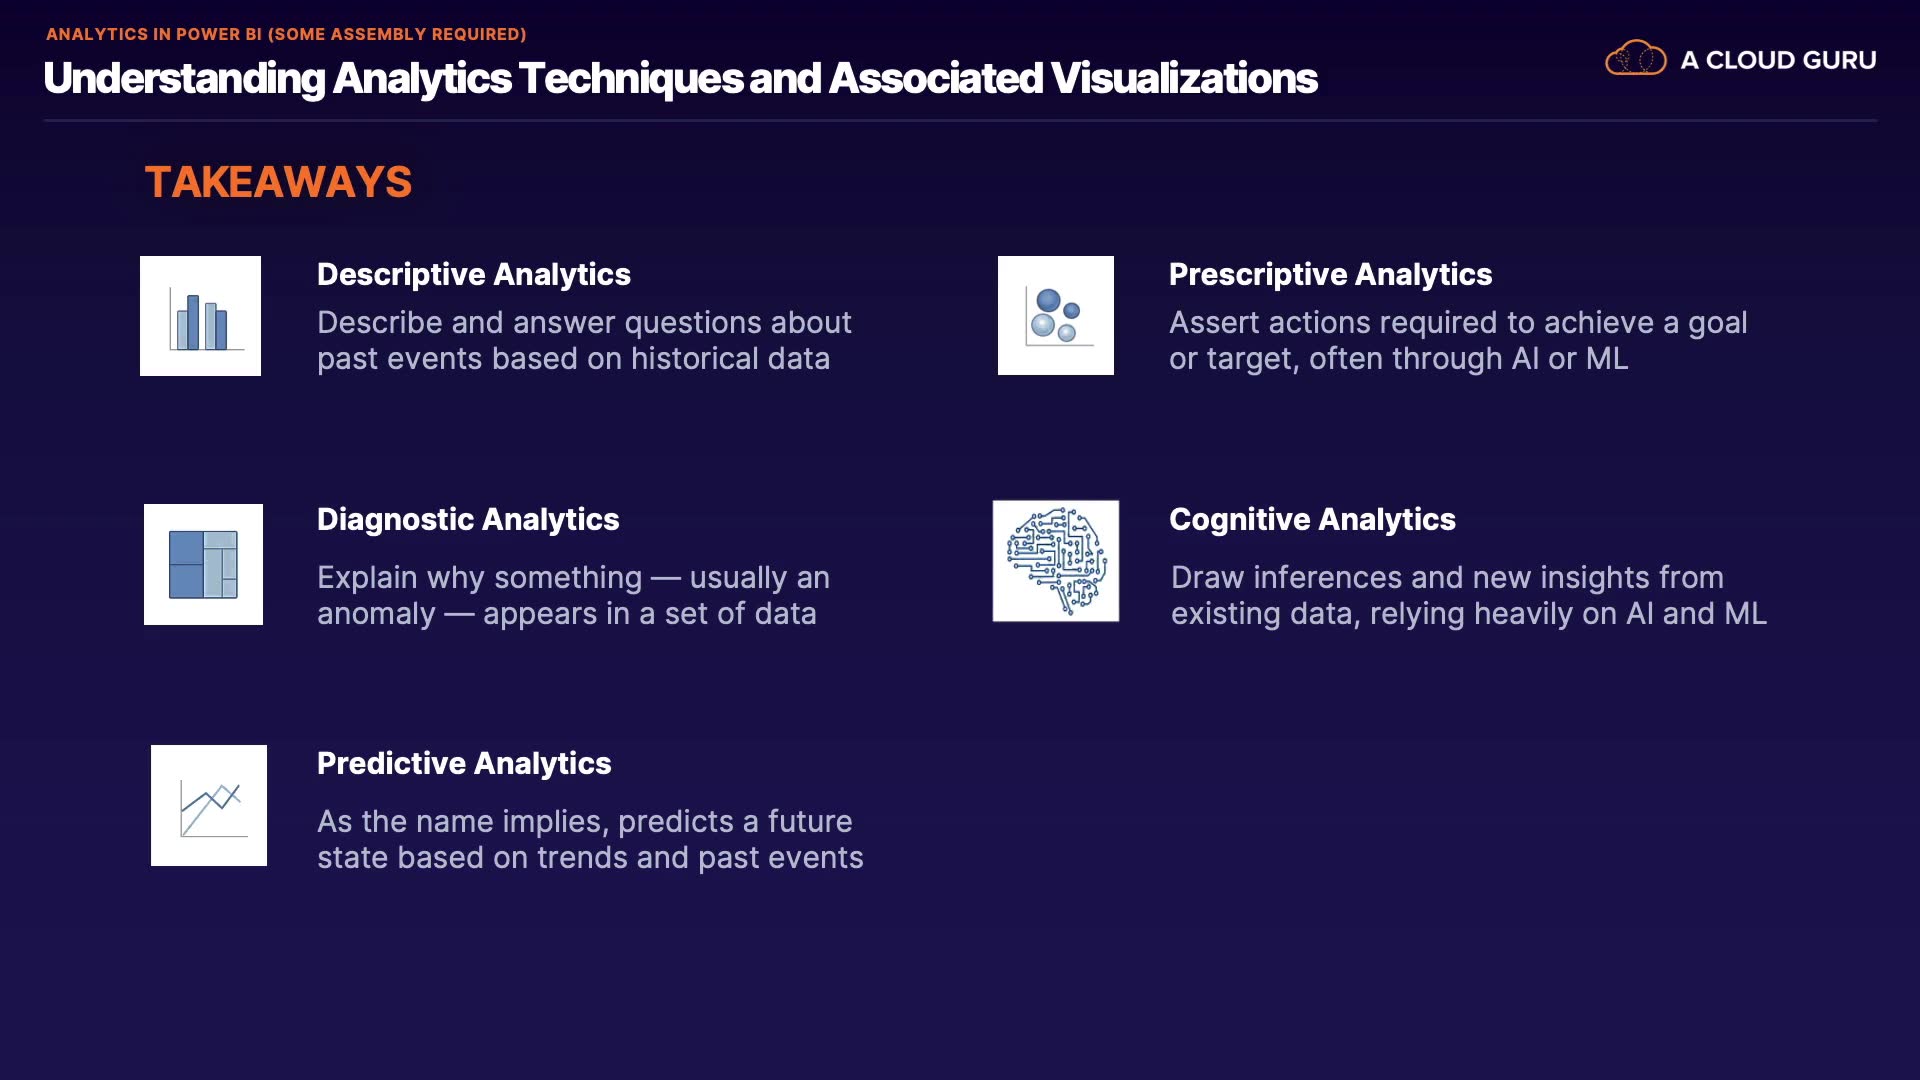 ANALYTICS IN POWER BI (SOME ASSEMBLY REQUIRED)
Understanding Analytics Techniques and Associated Visualizations
A CLOUD GURU
TAKEAWAYS
Descriptive Analytics
Describe and answer questions about
past events based on historical data
Diagnostic Analytics
Explain why something — usually an
anomaly — appears in a set of data
Predictive Analytics
As the name implies, predicts a future
state based on trends and past events
Prescriptive Analytics
Assert actions required to achieve a goal
or target, often through AI or ML
Cognitive Analytics
Draw inferences and new insights from
existing data, relying heavily on AI and ML